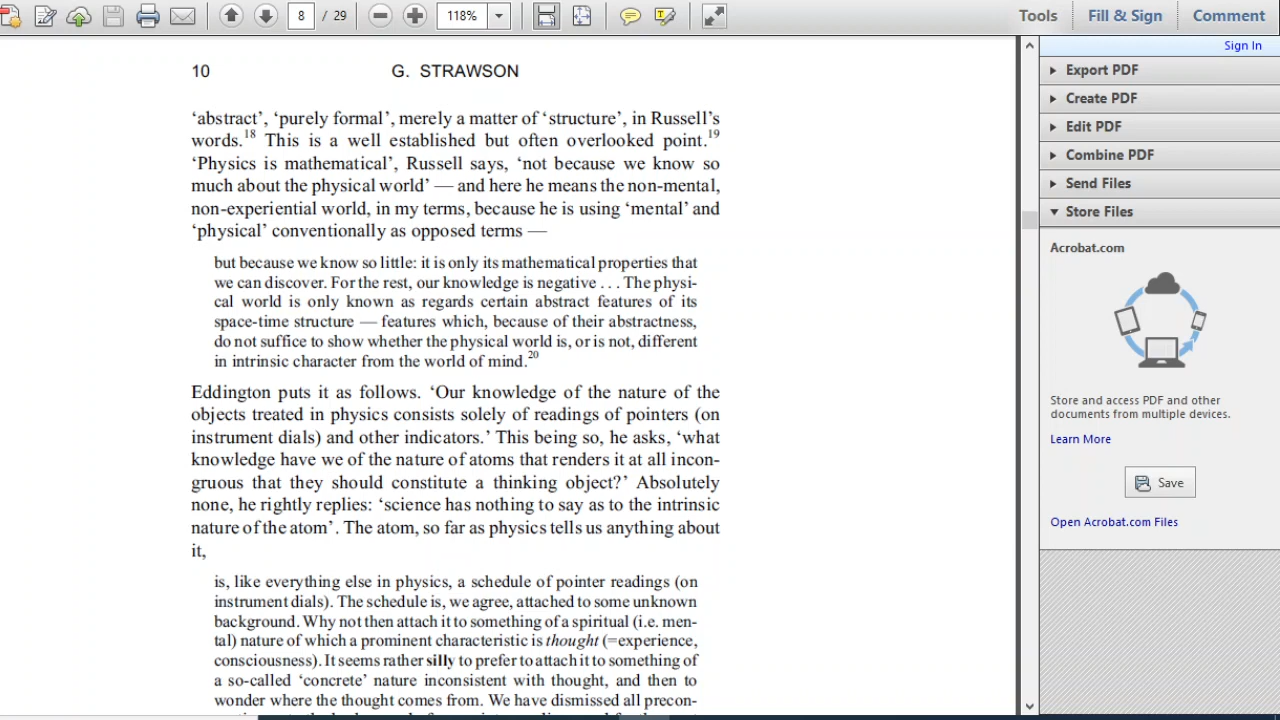 8 / 29
118%
Tools
Fill & Sign
Comment
Sign In
10
G. STRAWSON
‘abstract’, ‘purely formal’, merely a matter of ‘structure’, in Russell’s
words.18 This is a well established but often overlooked point.19
‘Physics is mathematical’, Russell says, ‘not because we know so
much about the physical world’ — and here he means the non-mental,
non-experiential world, in my terms, because he is using ‘mental’ and
‘physical’ conventionally as opposed terms —
but because we know so little: it is only its mathematical properties that
we can discover. For the rest, our knowledge is negative . . . The physi-
cal world is only known as regards certain abstract features of its
space-time structure — features which, because of their abstractness,
do not suffice to show whether the physical world is, or is not, different
in intrinsic character from the world of mind.20
Eddington puts it as follows. ‘Our knowledge of the nature of the
objects treated in physics consists solely of readings of pointers (on
instrument dials) and other indicators.’ This being so, he asks, ‘what
knowledge have we of the nature of atoms that renders it at all incon-
gruous that they should constitute a thinking object?’ Absolutely
none, he rightly replies: ‘science has nothing to say as to the intrinsic
nature of the atom’. The atom, so far as physics tells us anything about
it,
is, like everything else in physics, a schedule of pointer readings (on
instrument dials). The schedule is, we agree, attached to some unknown
background. Why not then attach it to something of a spiritual (i.e. men-
tal) nature of which a prominent characteristic is thought (=experience,
consciousness). It seems rather silly to prefer to attach it to something of
a so-called ‘concrete’ nature inconsistent with thought, and then to
wonder where the thought comes from. We have dismissed all precon-
Export PDF
Create PDF
Edit PDF
Combine PDF
Send Files
Store Files
Acrobat.com
Store and access PDF and other
documents from multiple devices.
Learn More
Save
Open Acrobat.com Files